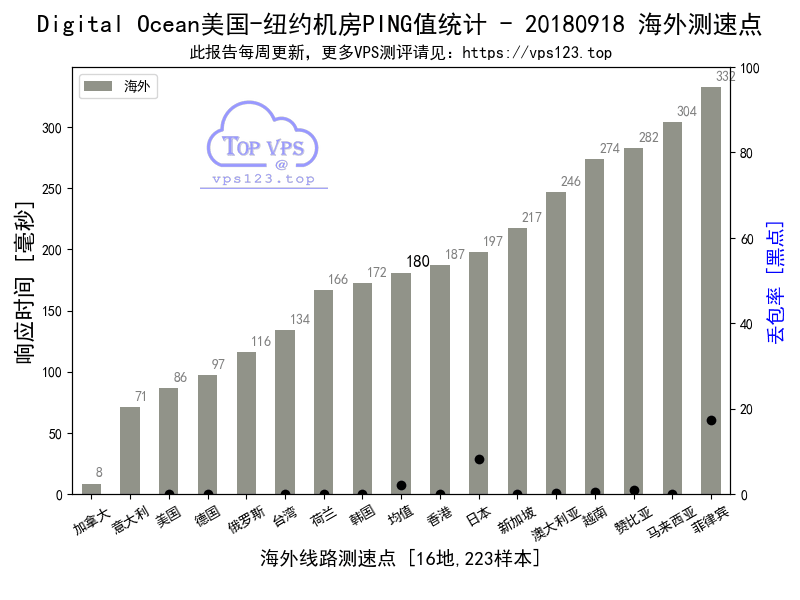 Digital Ocean美国-纽约机房PING值统计 - 20180918 海外测速点
此报告每周更新，更多VPS测评请见：https://vps123.top
海外
TOP VPS
@
vps123.top
响应时间 [毫秒]
0
50
100
150
200
250
300
8
71
86
97
116
134
166
172
180
187
197
217
246
274
282
304
332
0
20
40
60
80
100
丢包率 [黑点]
加拿大
意大利
美国
德国
俄罗斯
台湾
荷兰
韩国
均值
香港
日本
新加坡
澳大利亚
越南
赞比亚
马来西亚
菲律宾
海外线路测速点 [16地,223样本]